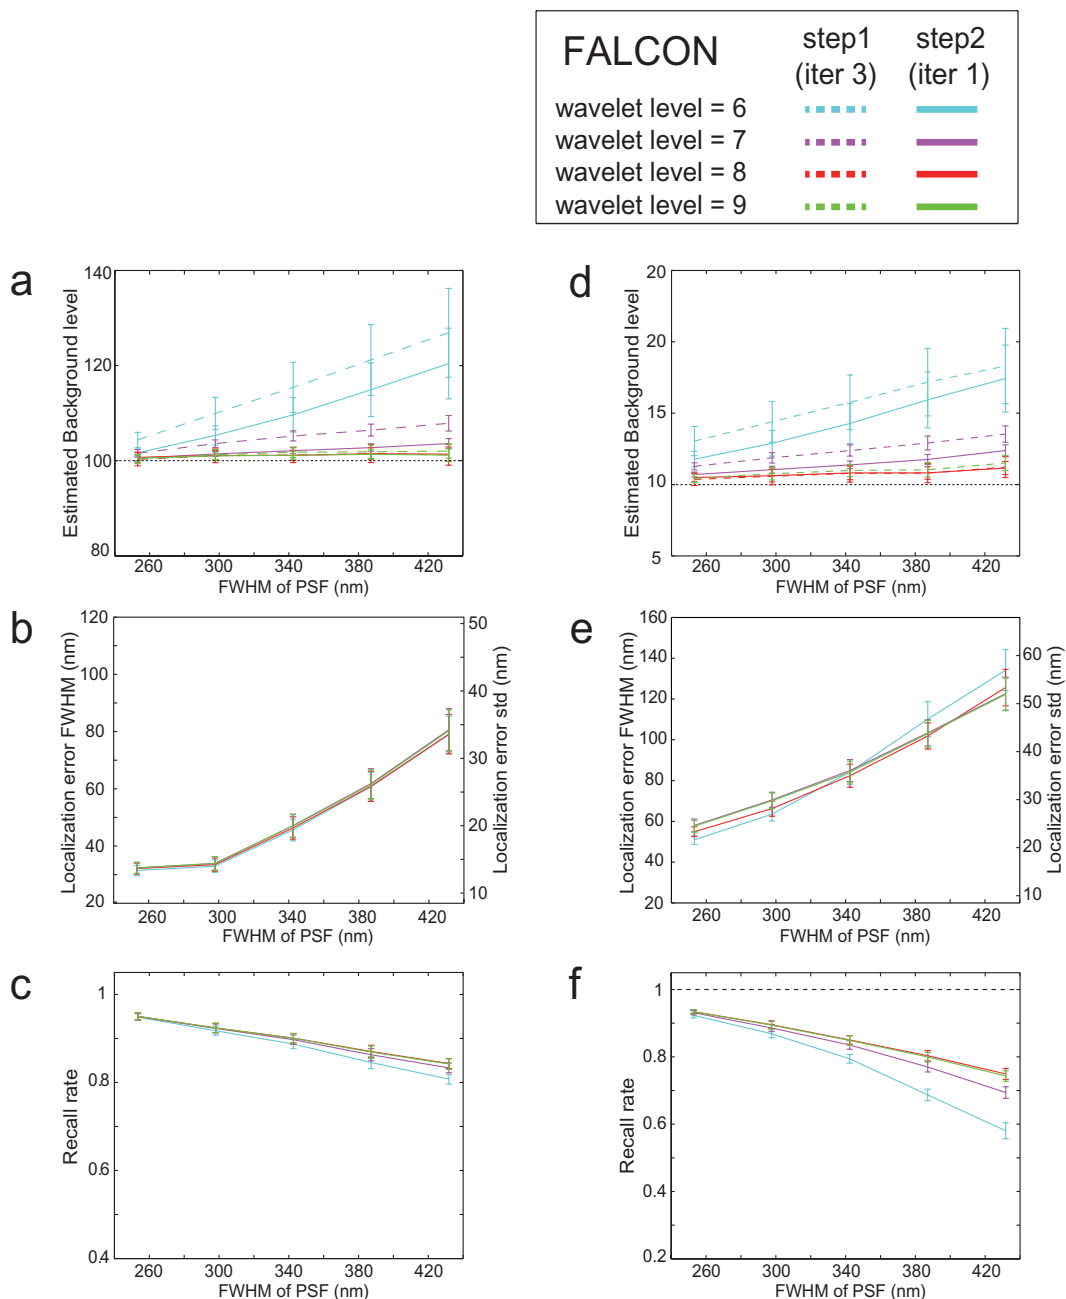 FALCON
step1 (iter 3)
step2 (iter 1)
wavelet level = 6
wavelet level = 7
wavelet level = 8
wavelet level = 9
a
Estimated Background level
140
120
100
80
260 300 340 380 420
FWHM of PSF (nm)
d
Estimated Background level
20
20
15
10
5
260 300 340 380 420
FWHM of PSF (nm)
b
Localization error FWHM (nm)
120
100
80
60
40
20
50
40
30
20
10
Localization error std (nm)
260 300 340 380 420
FWHM of PSF (nm)
e
Localization error FWHM (nm)
160
140
120
100
80
60
40
20
60
50
40
30
20
10
Localization error std (nm)
260 300 340 380 420
FWHM of PSF (nm)
c
Recall rate
1
0.8
0.6
0.4
260 300 340 380 420
FWHM of PSF (nm)
f
Recall rate
1
0.8
0.6
0.4
0.2
260 300 340 380 420
FWHM of PSF (nm)